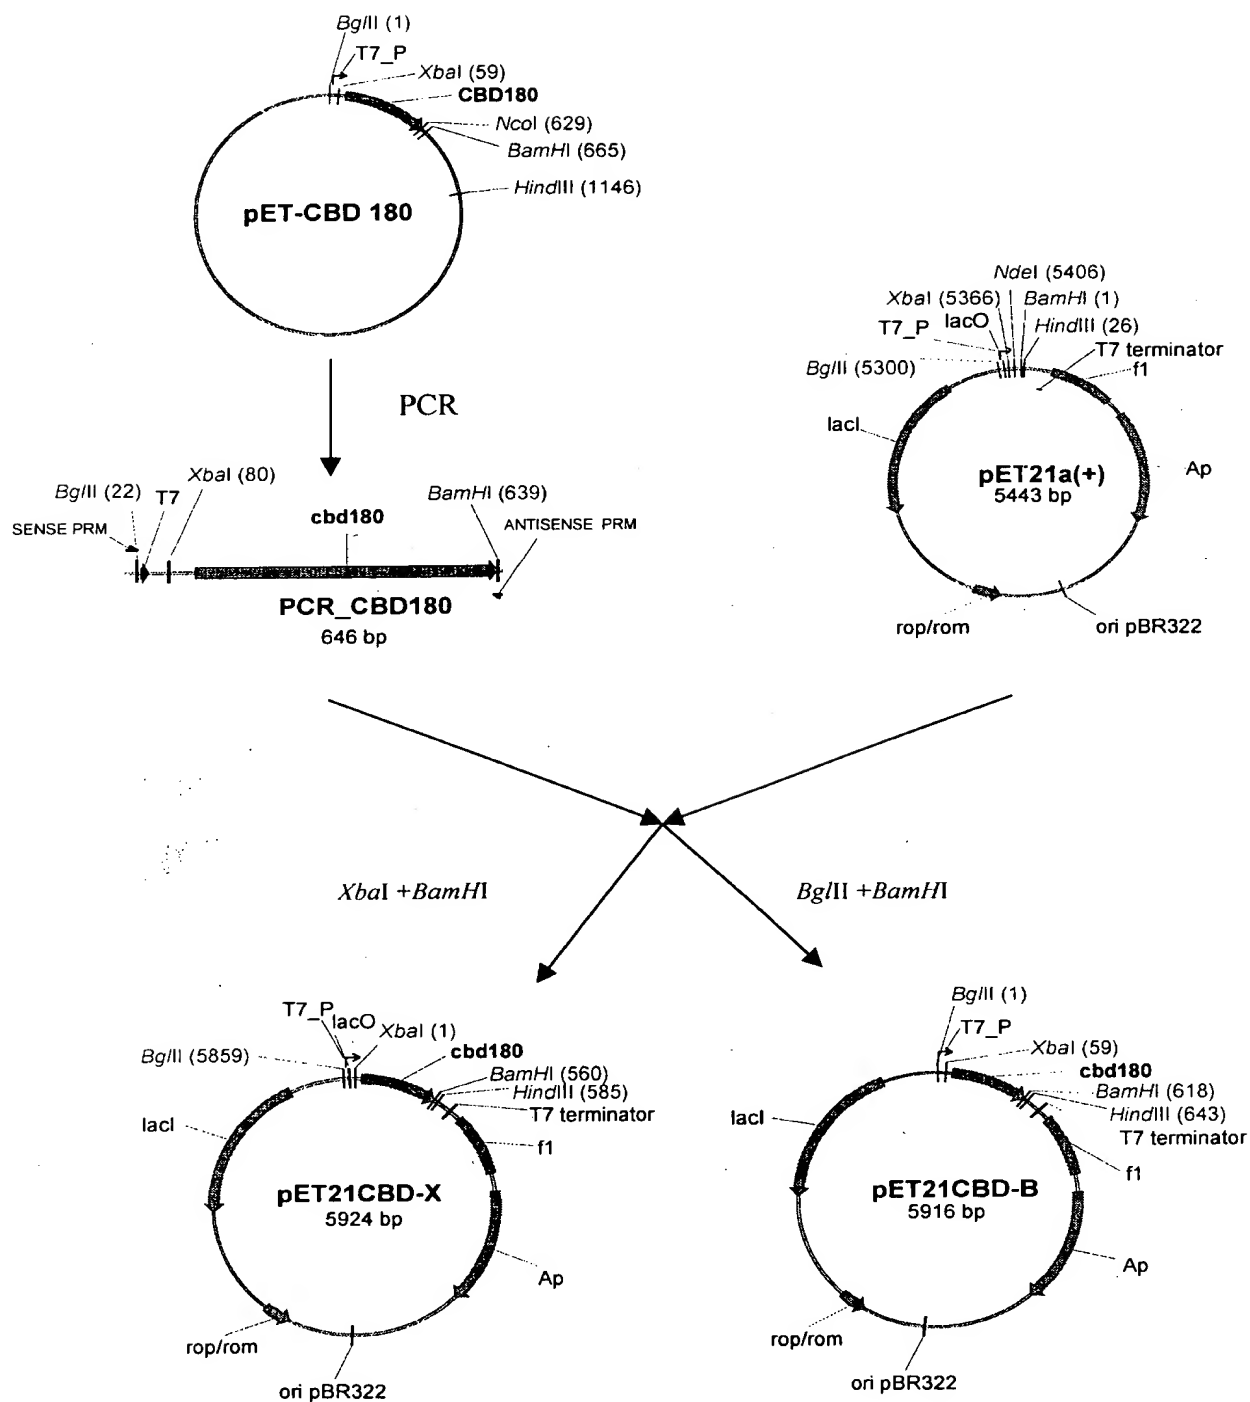 BglII (1)
T7_P
XbaI (59)
CBD180
NcoI (629)
BamHI (665)
HindIII (1146)
pET-CBD 180
PCR
BglII (22)
T7
XbaI (80)
cbd180
BamHI (639)
SENSE PRM
ANTISENSE PRM
PCR_CBD180
646 bp
NdeI (5406)
XbaI (5366)
BamHI (1)
T7_P
lacO
HindIII (26)
T7 terminator
BglII (5300)
f1
lacI
pET21a(+)
5443 bp
Ap
rop/rom
ori pBR322
XbaI +BamHI
BglII +BamHI
T7_P
lacO
XbaI (1)
BglII (5859)
cbd180
BamHI (560)
HindIII (585)
T7 terminator
lacI
f1
pET21CBD-X
5924 bp
Ap
rop/rom
ori pBR322
BglII (1)
T7_P
XbaI (59)
cbd180
BamHI (618)
HindIII (643)
T7 terminator
lacI
f1
pET21CBD-B
5916 bp
Ap
rop/rom
ori pBR322